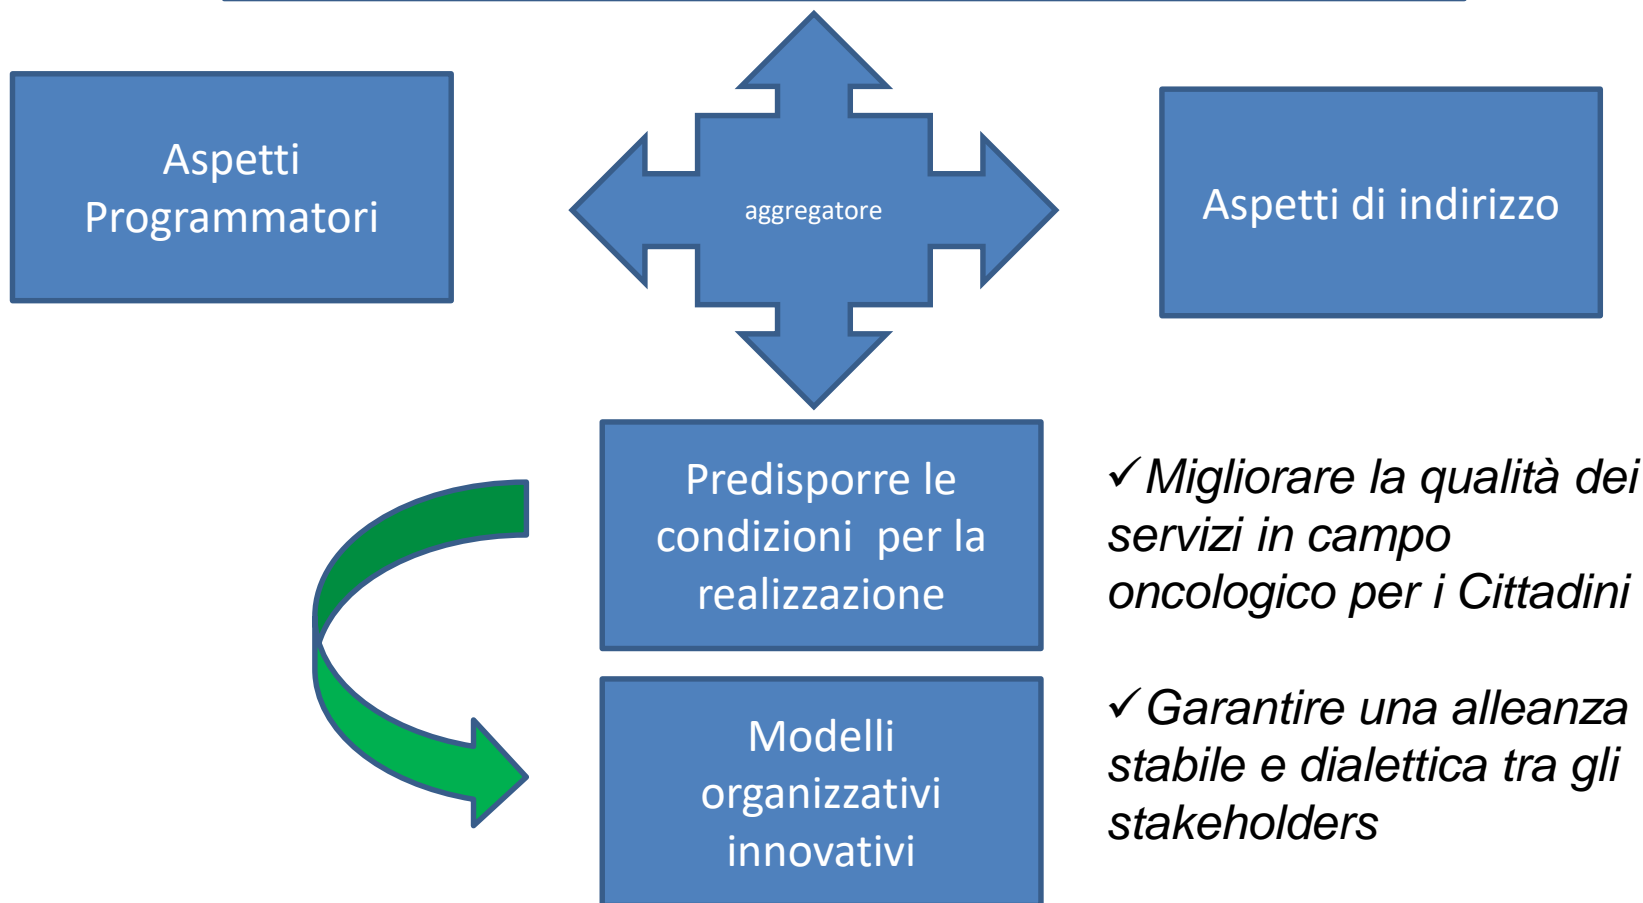 Aspetti
Programmatori
aggregatore
Aspetti di indirizzo
Predisporre le
condizioni per la
realizzazione
✓Migliorare la qualità dei
servizi in campo
oncologico per i Cittadini
Modelli
organizzativi
innovativi
✓Garantire una alleanza
stabile e dialettica tra gli
stakeholders